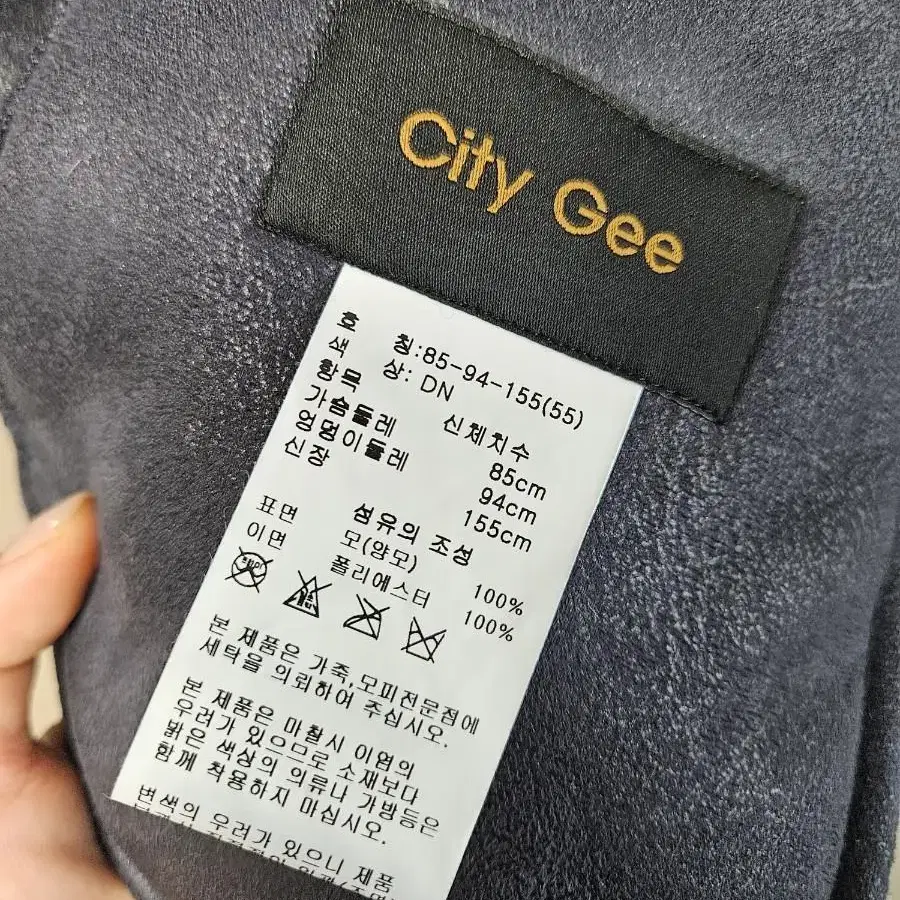 City Gee
호 칭:85-94-155(55)
색 상: DN
항목 신체치수
가슴둘레 85cm
엉덩이둘레 94cm
신장 155cm
섬유의 조성
표면 모(양모) 100%
이면 폴리에스터 100%
본 제품은 가죽,모피전문점에
세탁을 의뢰하여 주십시오.
본 제품은 마찰시 이염의
우려가 있으므로 소재보다
밝은 색상의 의류나 가방등은
함께 착용하지 마십시오.
변색의 우려가 있으니 제품